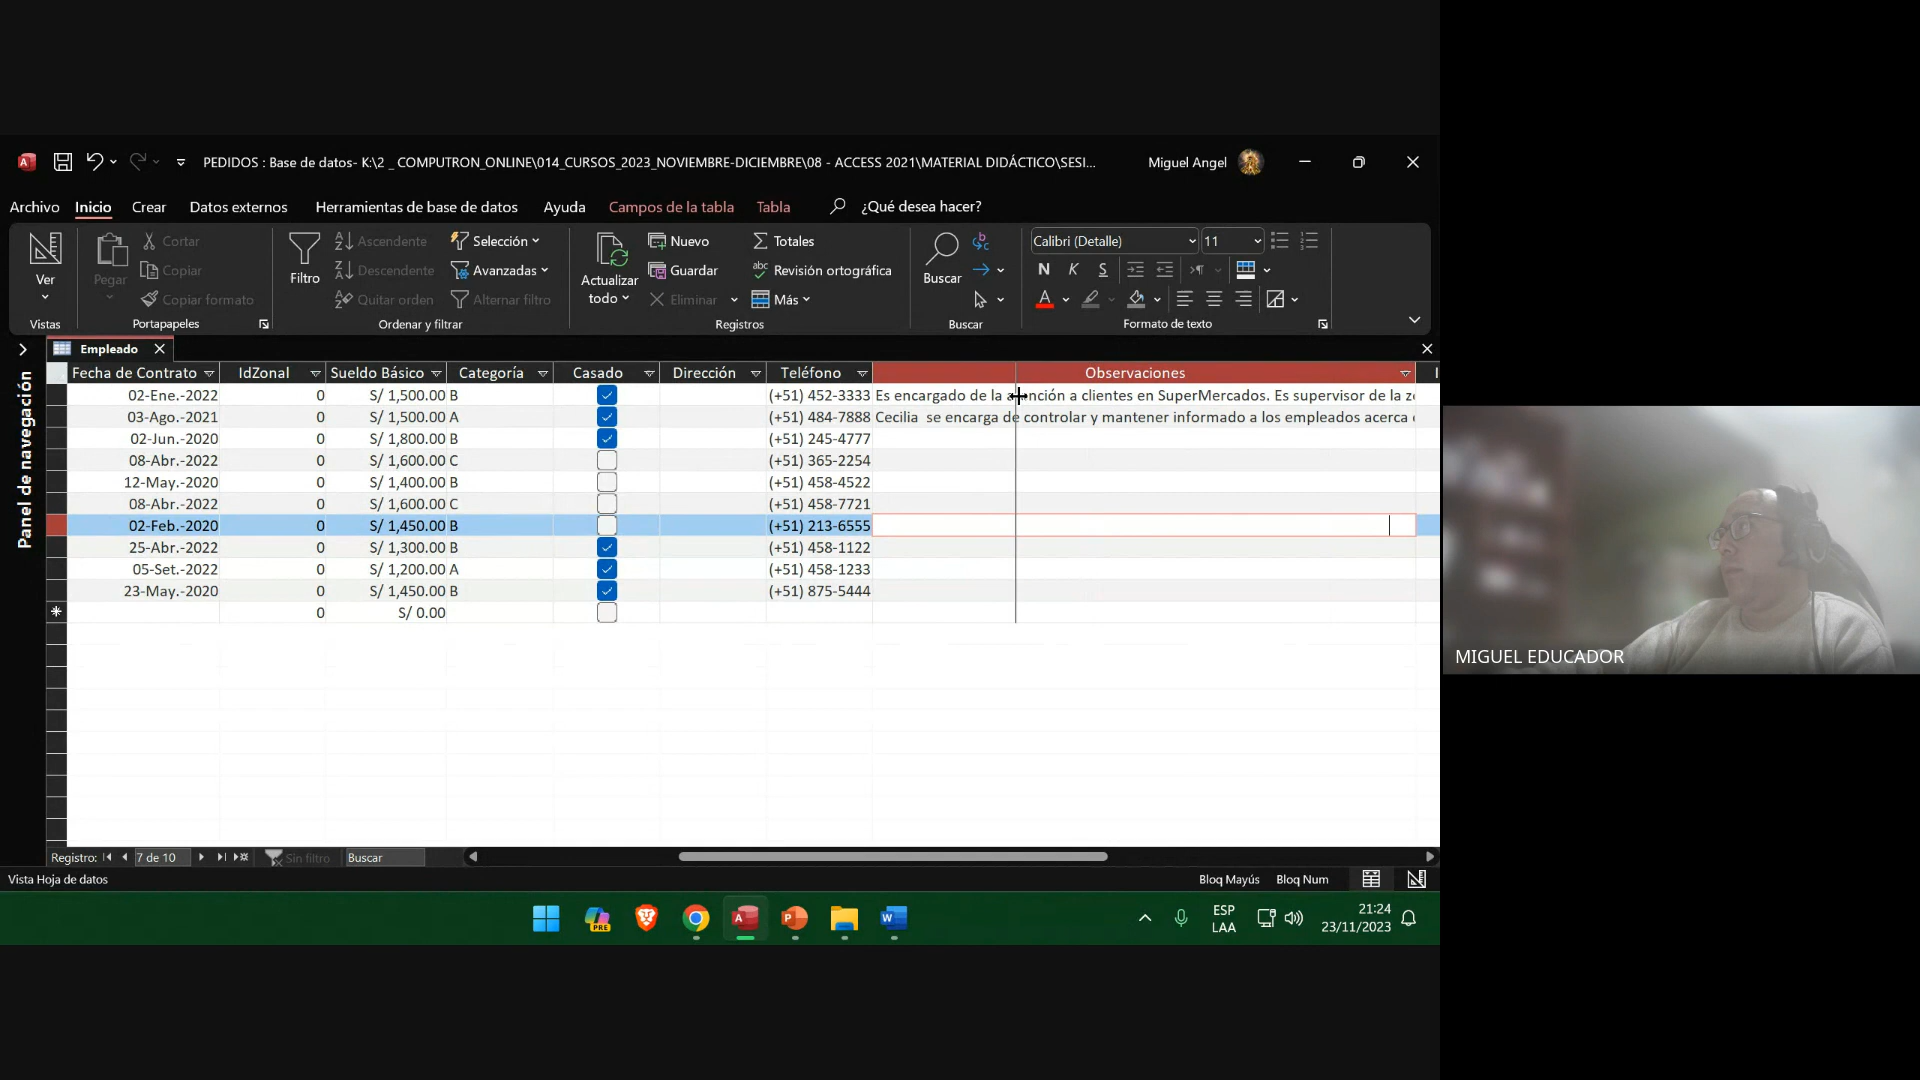 PEDIDOS : Base de datos- K:\2 _ COMPUTRON_ONLINE\014_CURSOS_2023_NOVIEMBRE-DICIEMBRE\08 - ACCESS 2021\MATERIAL DIDÁCTICO\SESI...
Miguel Angel
Archivo Inicio Crear Datos externos Herramientas de base de datos Ayuda Campos de la tabla Tabla ¿Qué desea hacer?
Ver
Vistas
Pegar
Cortar
Copiar
Copiar formato
Portapapeles
Filtro
Ascendente
Descendente
Quitar orden
Selección
Avanzadas
Alternar filtro
Ordenar y filtrar
Actualizar
todo
Nuevo
Guardar
Eliminar
Totales
Revisión ortográfica
Más
Registros
Buscar
Buscar
Calibri (Detalle) 11
N K S
Formato de texto
Panel de navegación
Empleado
Fecha de Contrato IdZonal Sueldo Básico Categoría Casado Dirección Teléfono Observaciones
02-Ene.-2022 0 S/ 1,500.00 B (+51) 452-3333 Es encargado de la atención a clientes en SuperMercados. Es supervisor de la zo
03-Ago.-2021 0 S/ 1,500.00 A (+51) 484-7888 Cecilia se encarga de controlar y mantener informado a los empleados acerca
02-Jun.-2020 0 S/ 1,800.00 B (+51) 245-4777
08-Abr.-2022 0 S/ 1,600.00 C (+51) 365-2254
12-May.-2020 0 S/ 1,400.00 B (+51) 458-4522
08-Abr.-2022 0 S/ 1,600.00 C (+51) 458-7721
02-Feb.-2020 0 S/ 1,450.00 B (+51) 213-6555
25-Abr.-2022 0 S/ 1,300.00 B (+51) 458-1122
05-Set.-2022 0 S/ 1,200.00 A (+51) 458-1233
23-May.-2020 0 S/ 1,450.00 B (+51) 875-5444
0 S/ 0.00
Registro: 7 de 10 Sin filtro Buscar
Vista Hoja de datos
Bloq Mayús Bloq Num
PRE
ESP
LAA
21:24
23/11/2023
MIGUEL EDUCADOR